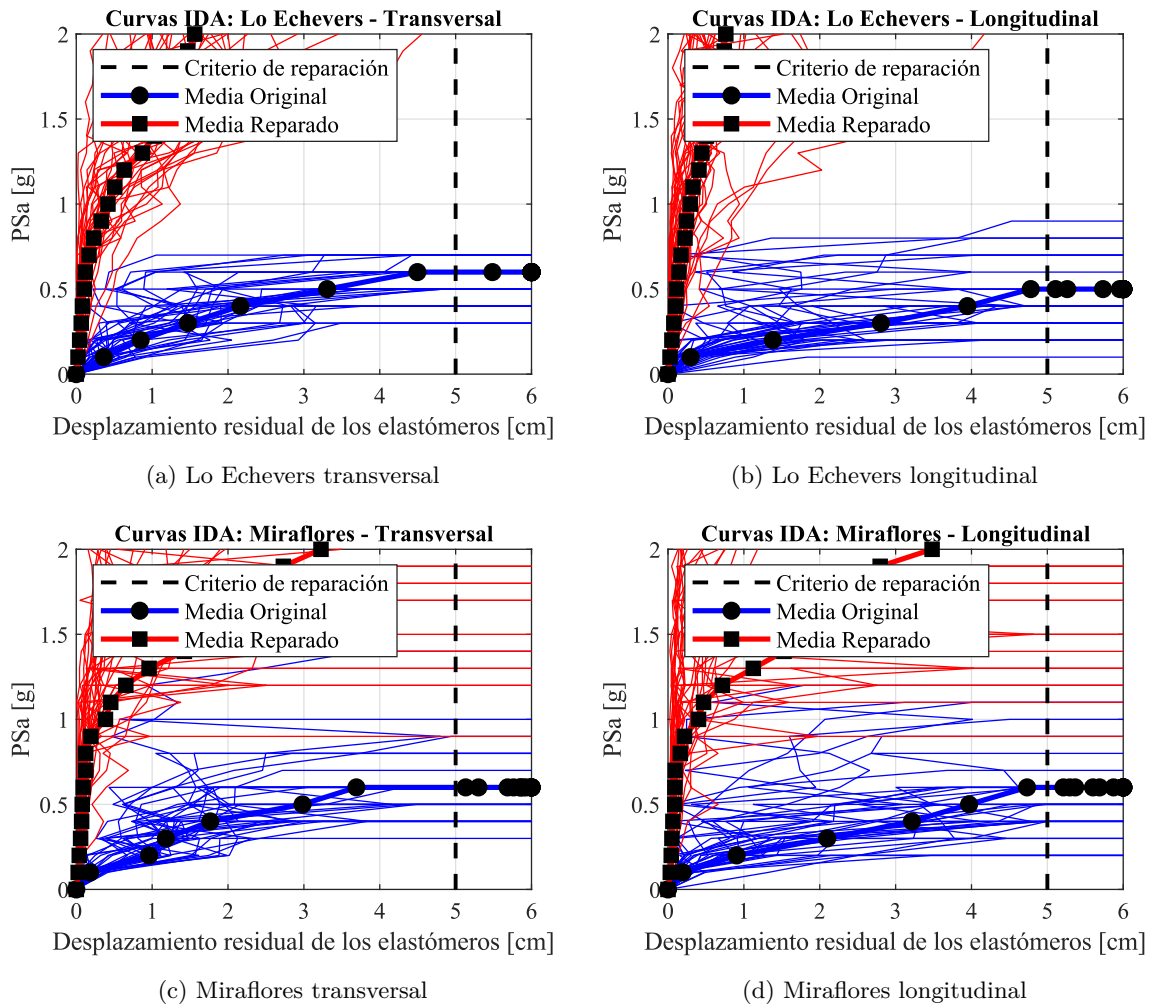 Curvas IDA: Lo Echevers - Transversal
2
1.5
1
0.5
0
PSa [g]
Criterio de reparación
Media Original
Media Reparado
0 1 2 3 4 5 6
Desplazamiento residual de los elastómeros [cm]
(a) Lo Echevers transversal
Curvas IDA: Lo Echevers - Longitudinal
2
1.5
1
0.5
0
PSa [g]
Criterio de reparación
Media Original
Media Reparado
0 1 2 3 4 5 6
Desplazamiento residual de los elastómeros [cm]
(b) Lo Echevers longitudinal
Curvas IDA: Miraflores - Transversal
2
1.5
1
0.5
0
PSa [g]
Criterio de reparación
Media Original
Media Reparado
0 1 2 3 4 5 6
Desplazamiento residual de los elastómeros [cm]
(c) Miraflores transversal
Curvas IDA: Miraflores - Longitudinal
2
1.5
1
0.5
0
PSa [g]
Criterio de reparación
Media Original
Media Reparado
0 1 2 3 4 5 6
Desplazamiento residual de los elastómeros [cm]
(d) Miraflores longitudinal